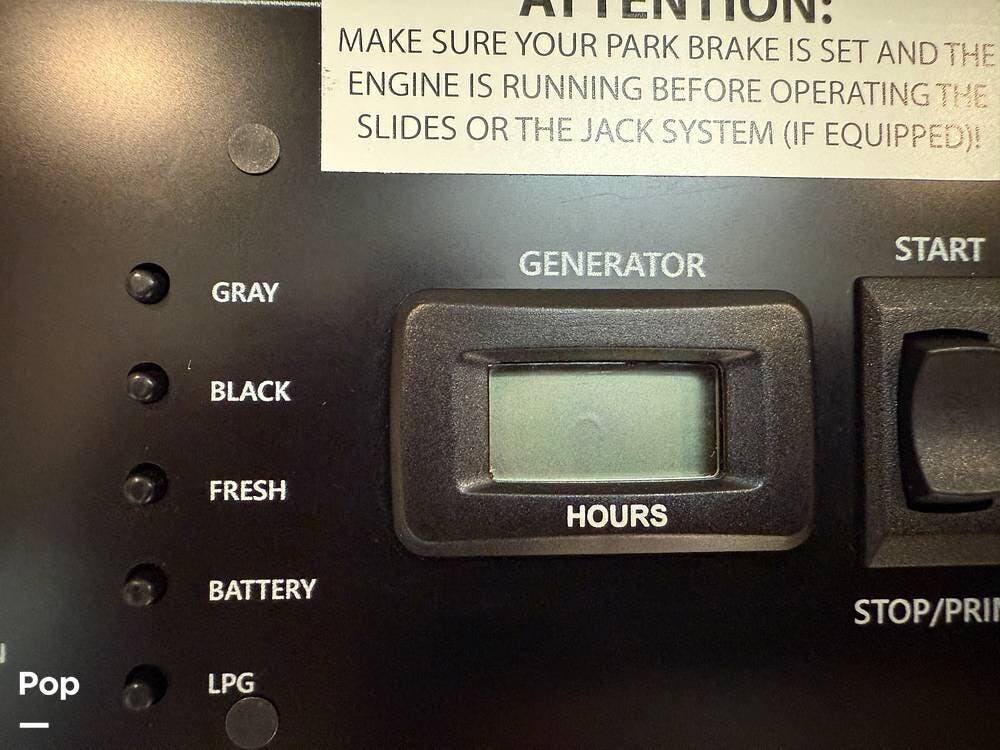 ATTENTION:
MAKE SURE YOUR PARK BRAKE IS SET AND THE
ENGINE IS RUNNING BEFORE OPERATING THE
SLIDES OR THE JACK SYSTEM (IF EQUIPPED)!
GENERATOR
START
GRAY
BLACK
FRESH
HOURS
BATTERY
STOP/PRI
LPG
Pop